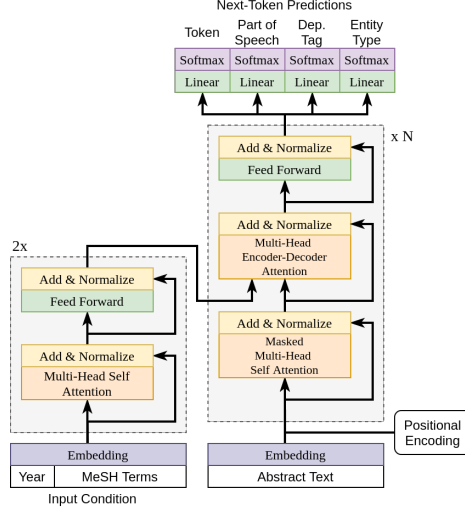 Next-Token Predictions
Token
Part of
Speech
Dep.
Tag
Entity
Type
Softmax Softmax Softmax Softmax
Linear Linear Linear Linear
x N
Add & Normalize
Feed Forward
Add & Normalize
Multi-Head
Encoder-Decoder
Attention
Add & Normalize
Masked
Multi-Head
Self Attention
2x
Add & Normalize
Feed Forward
Add & Normalize
Multi-Head Self
Attention
Positional
Encoding
Embedding
Year MeSH Terms
Input Condition
Embedding
Abstract Text